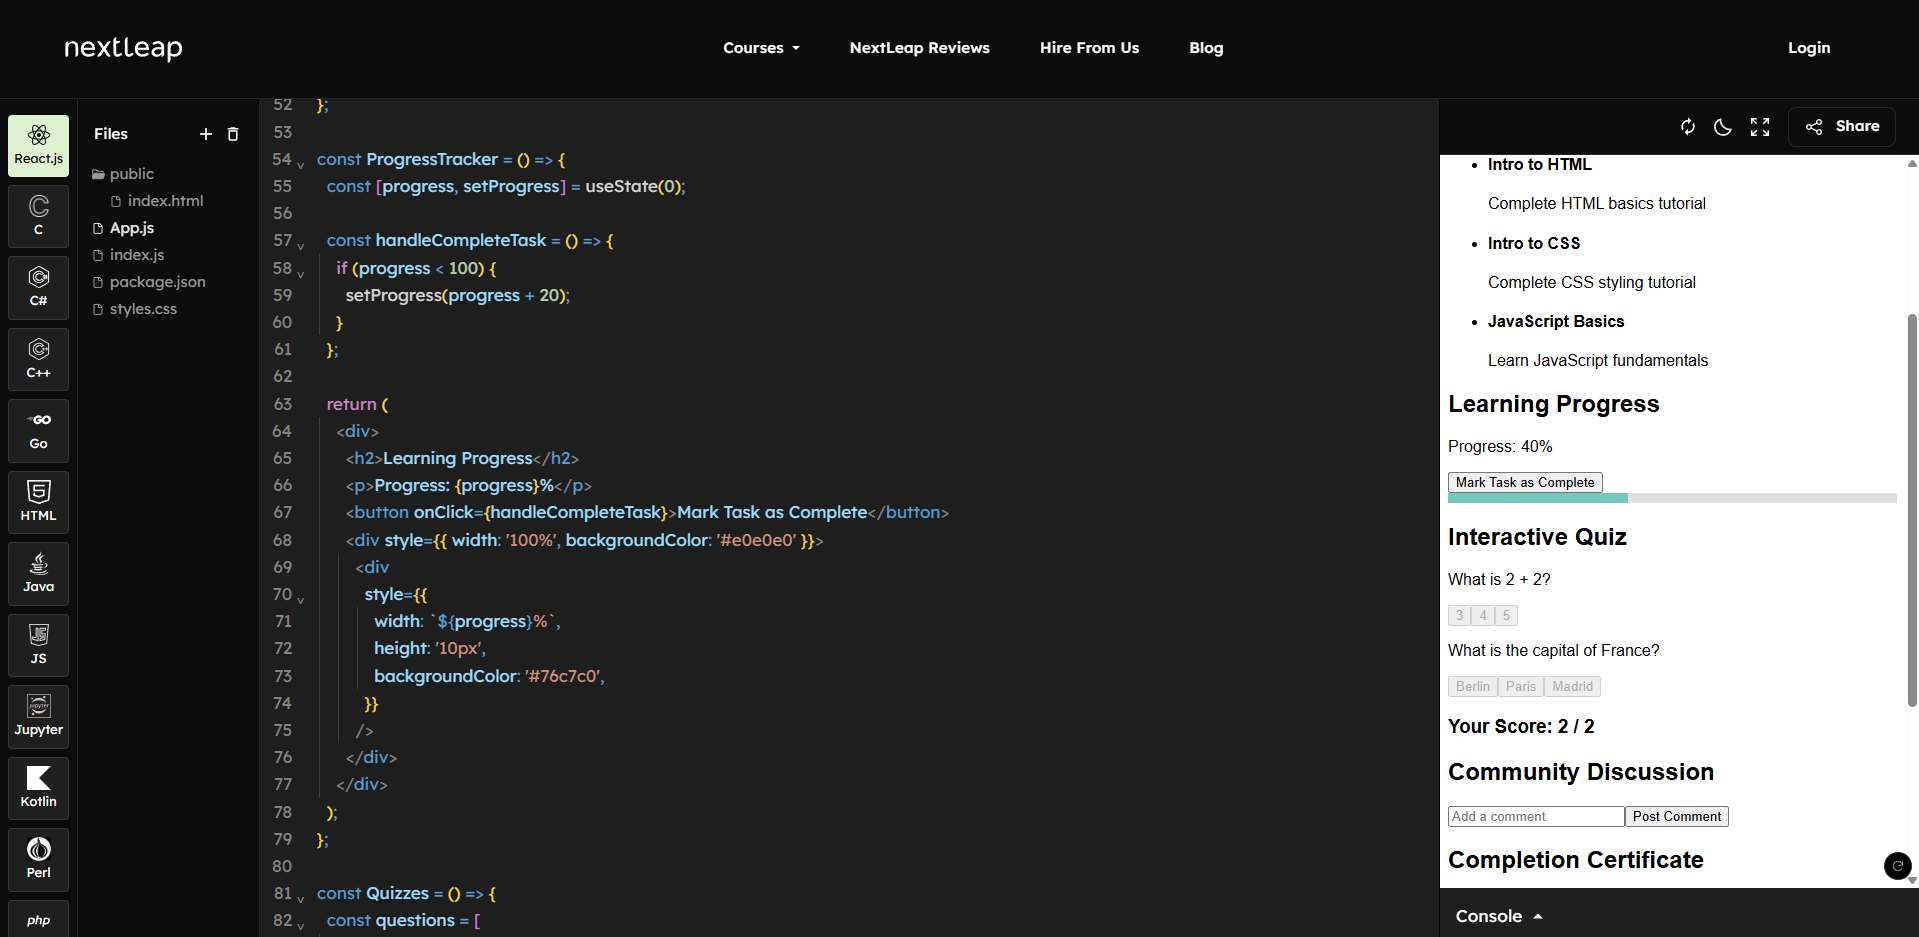 nextleap
Courses
NextLeap Reviews
Hire From Us
Blog
Login
React.js
C
C#
C++
GO
Go
HTML
Java
JS
JS
jupyter
Jupyter
Kotlin
Perl
php
Files
public
index.html
App.js
index.js
package.json
styles.css
52 };
53
54 const ProgressTracker = () => {
55 const [progress, setProgress] = useState(0);
56
57 const handleCompleteTask = () => {
58 if (progress < 100) {
59 setProgress(progress + 20);
60 }
61 };
62
63 return (
64 <div>
65 <h2>Learning Progress</h2>
66 <p>Progress: {progress}%</p>
67 <button onClick={handleCompleteTask}>Mark Task as Complete</button>
68 <div style={{ width: '100%', backgroundColor: '#e0e0e0' }}>
69 <div
70 style={{
71 width: `${progress}%`,
72 height: '10px',
73 backgroundColor: '#76c7c0',
74 }}
75 />
76 </div>
77 </div>
78 );
79 };
80
81 const Quizzes = () => {
82 const questions = [
Share
Intro to HTML
Complete HTML basics tutorial
Intro to CSS
Complete CSS styling tutorial
JavaScript Basics
Learn JavaScript fundamentals
Learning Progress
Progress: 40%
Mark Task as Complete
Interactive Quiz
What is 2 + 2?
3 4 5
What is the capital of France?
Berlin Paris Madrid
Your Score: 2 / 2
Community Discussion
Add a comment Post Comment
Completion Certificate
Console